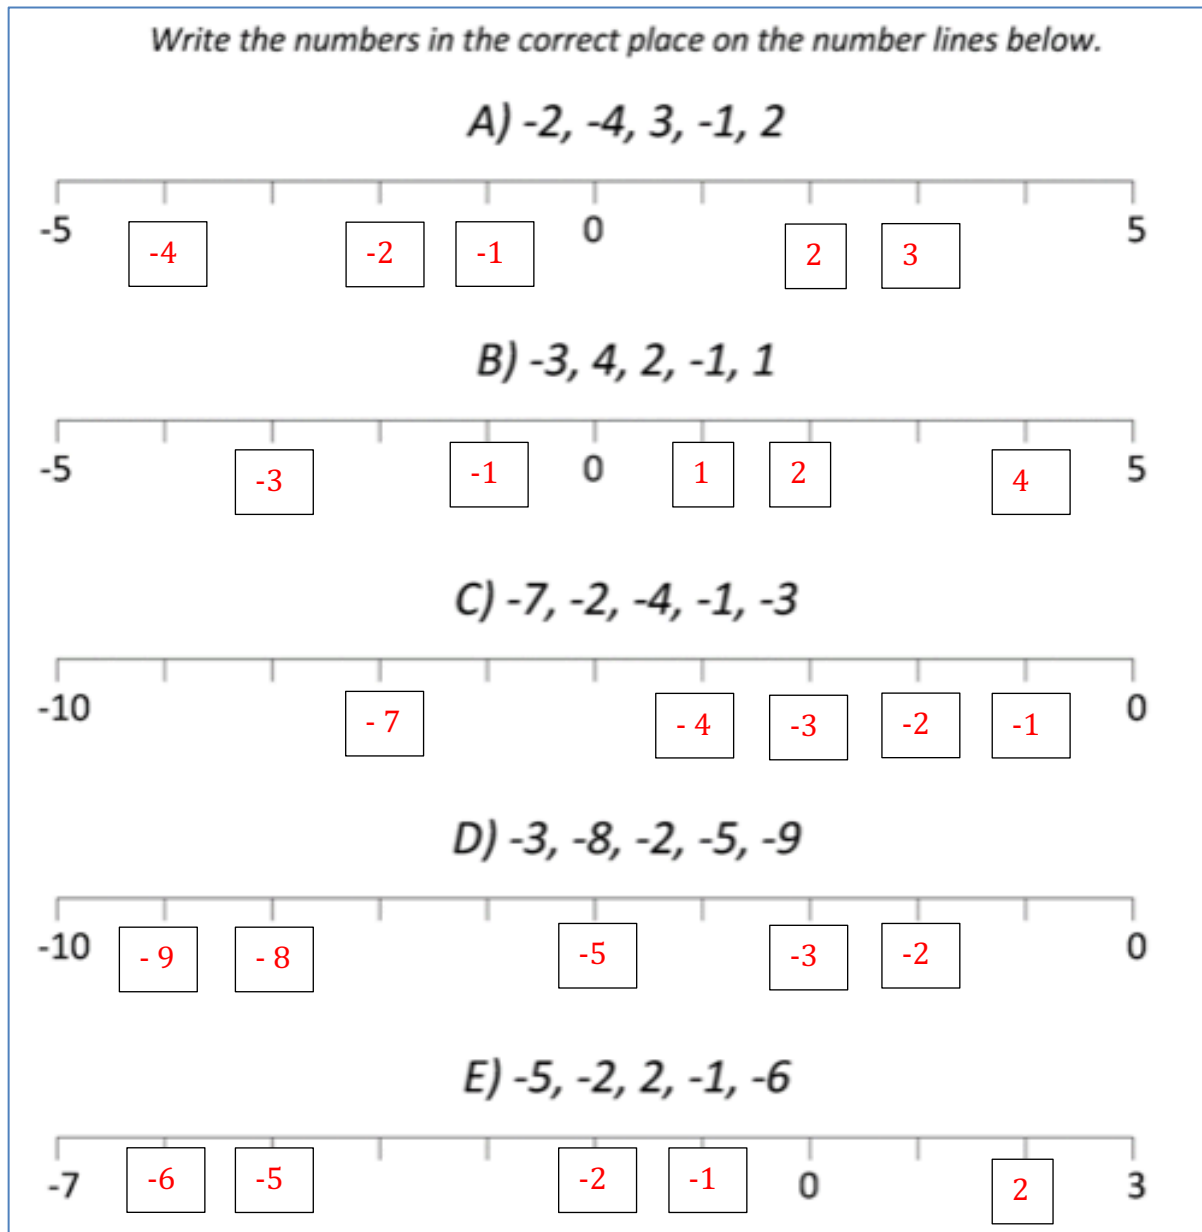 Write the numbers in the correct place on the number lines below.
A) -2, -4, 3, -1, 2
-5 -4 -2 -1 0 2 3 5
B) -3, 4, 2, -1, 1
-5 -3 -1 0 1 2 4 5
C) -7, -2, -4, -1, -3
-10 - 7 - 4 -3 -2 -1 0
D) -3, -8, -2, -5, -9
-10 - 9 - 8 -5 -3 -2 0
E) -5, -2, 2, -1, -6
-7 -6 -5 -2 -1 0 2 3